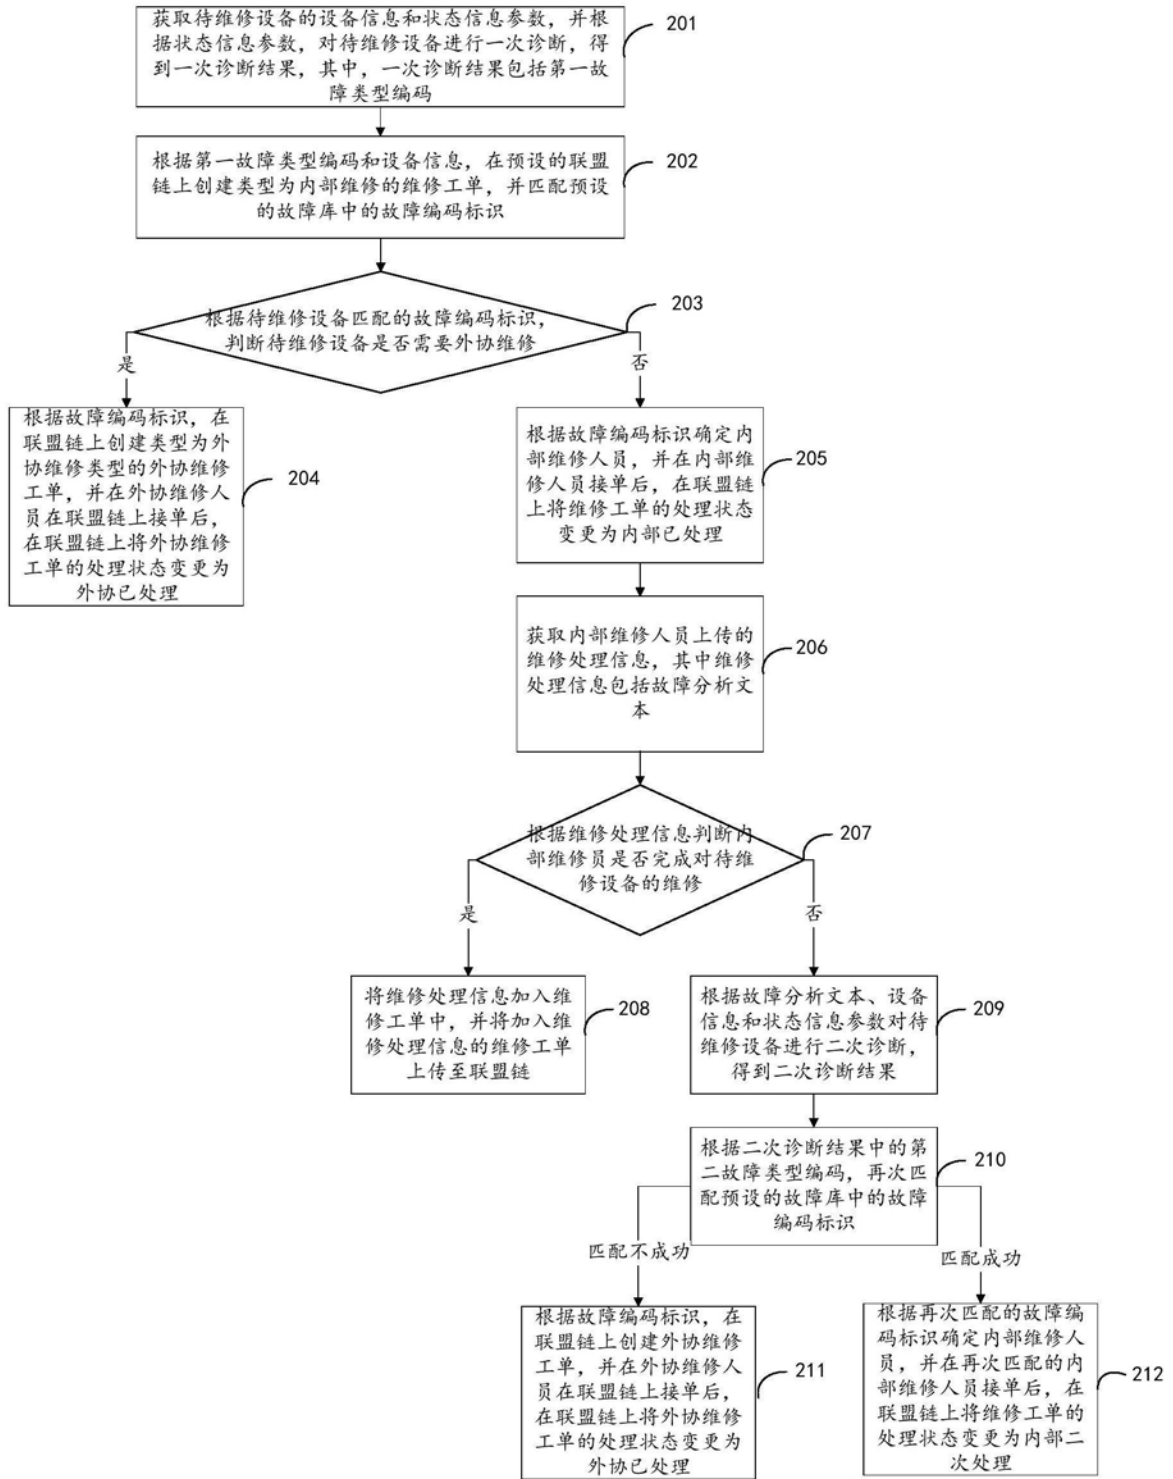 获取待维修设备的设备信息和状态信息参数，并根
据状态信息参数，对待维修设备进行一次诊断，得
到一次诊断结果，其中，一次诊断结果包括第一故
障类型编码
201
根据第一故障类型编码和设备信息，在预设的联盟
链上创建类型为内部维修的维修工单，并匹配预设
的故障库中的故障编码标识
202
根据待维修设备匹配的故障编码标识，
判断待维修设备是否需要外协维修
203
是
否
根据故障编码标识，在
联盟链上创建类型为外
协维修类型的外协维修
工单，并在外协维修人
员在联盟链上接单后，
在联盟链上将外协维修
工单的处理状态变更为
外协已处理
204
根据故障编码标识确定内
部维修人员，并在内部维
修人员接单后，在联盟链
上将维修工单的处理状态
变更为内部已处理
205
获取内部维修人员上传的
维修处理信息，其中维修
处理信息包括故障分析文
本
206
根据维修处理信息判断内
部维修员是否完成对待维
修设备的维修
207
是
否
将维修处理信息加入维
修工单中，并将加入维
修处理信息的维修工单
上传至联盟链
208
根据故障分析文本、设备
信息和状态信息参数对待
维修设备进行二次诊断，
得到二次诊断结果
209
根据二次诊断结果中的第
二故障类型编码，再次匹
配预设的故障库中的故障
编码标识
210
匹配不成功
匹配成功
根据故障编码标识，在
联盟链上创建外协维修
工单，并在外协维修人
员在联盟链上接单后，
在联盟链上将外协维修
工单的处理状态变更为
外协已处理
211
根据再次匹配的故障编
码标识确定内部维修人
员，并在再次匹配的内
部维修人员接单后，在
联盟链上将维修工单的
处理状态变更为内部二
次处理
212